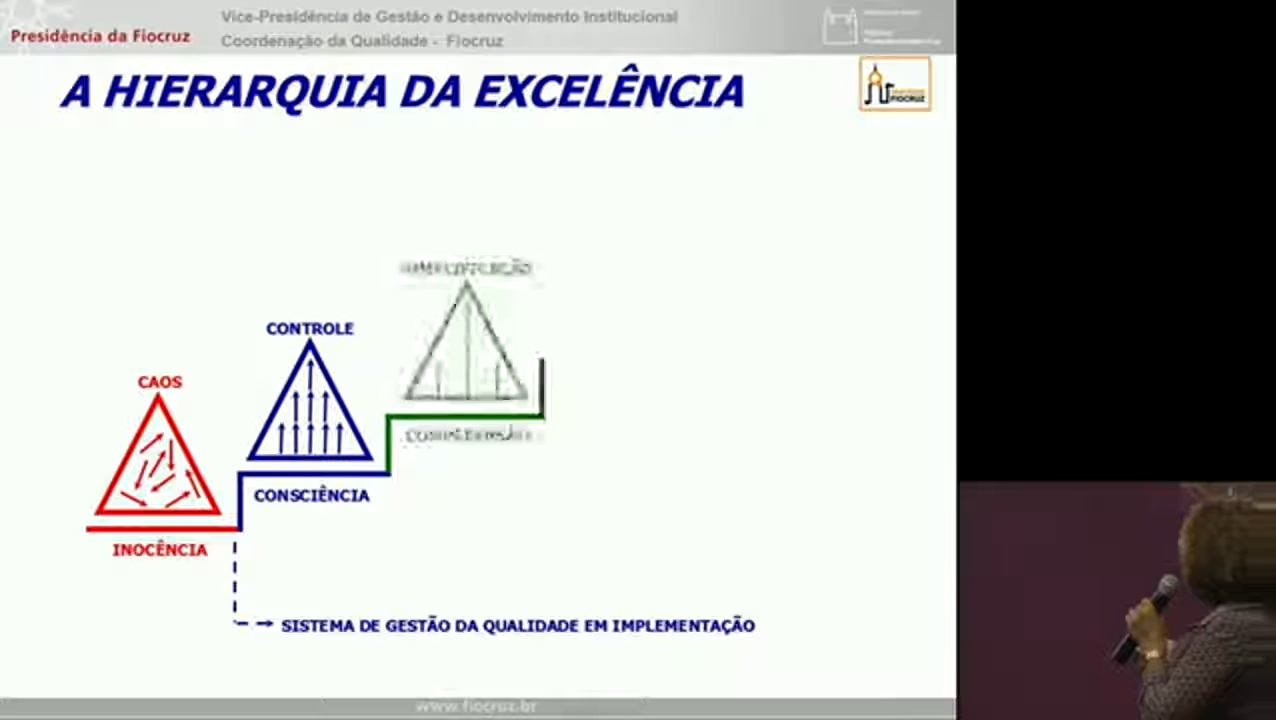 Presidência da Fiocruz
Vice-Presidência de Gestão e Desenvolvimento Institucional
Coordenação da Qualidade - Fiocruz
A HIERARQUIA DA EXCELÊNCIA
FIOCRUZ
CONTROLE
CAOS
CONSCIÊNCIA
INOCÊNCIA
SISTEMA DE GESTÃO DA QUALIDADE EM IMPLEMENTAÇÃO
www.fiocruz.br